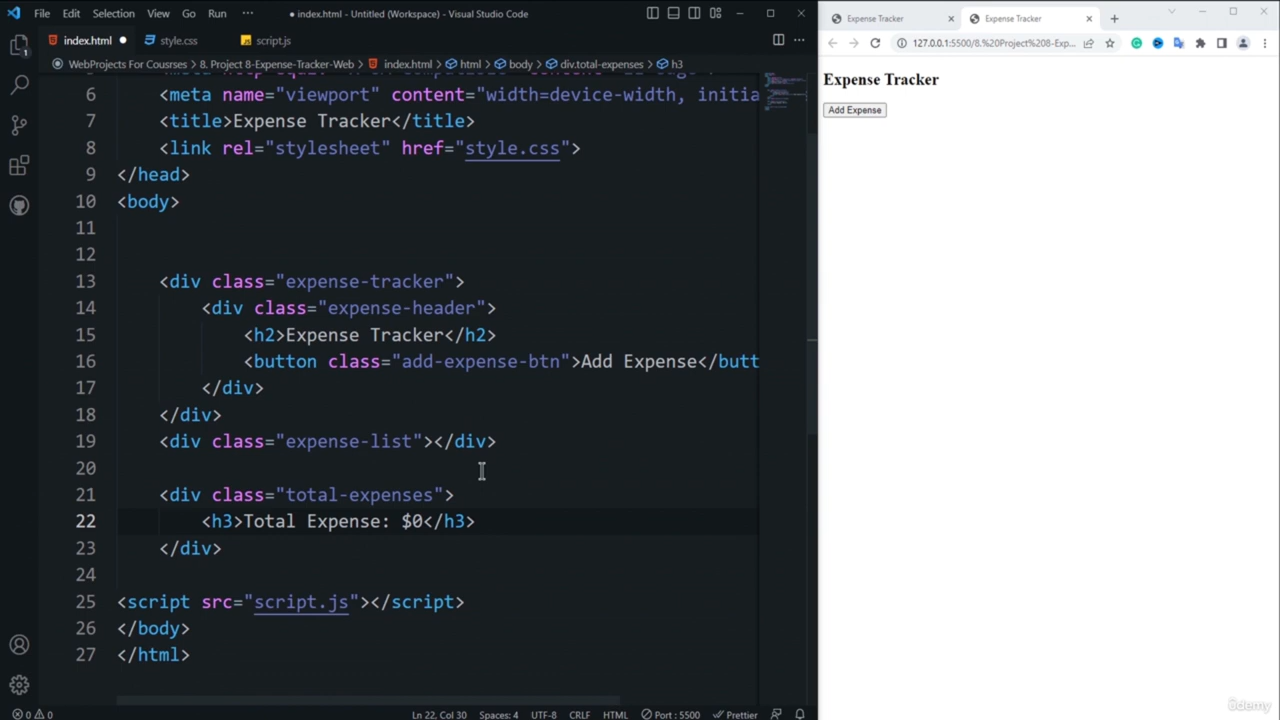 File Edit Selection View Go Run ··· ● index.html - Untitled (Workspace) - Visual Studio Code
index.html ● style.css script.js
WebProjects For Coursres > 8. Project 8-Expense-Tracker-Web > index.html > html > body > div.total-expenses > h3
6 <meta name="viewport" content="width=device-width, initia
7 <title>Expense Tracker</title>
8 <link rel="stylesheet" href="style.css">
9 </head>
10 <body>
11
12
13 <div class="expense-tracker">
14 <div class="expense-header">
15 <h2>Expense Tracker</h2>
16 <button class="add-expense-btn">Add Expense</butt
17 </div>
18 </div>
19 <div class="expense-list"></div>
20
21 <div class="total-expenses">
22 <h3>Total Expense: $0</h3>
23 </div>
24
25 <script src="script.js"></script>
26 </body>
27 </html>
0 0 Ln 22, Col 30 Spaces: 4 UTF-8 CRLF HTML Port : 5500 Prettier
Expense Tracker Expense Tracker
127.0.0.1:5500/8.%20Project%208-Exp...
Expense Tracker
Add Expense
ûdemy